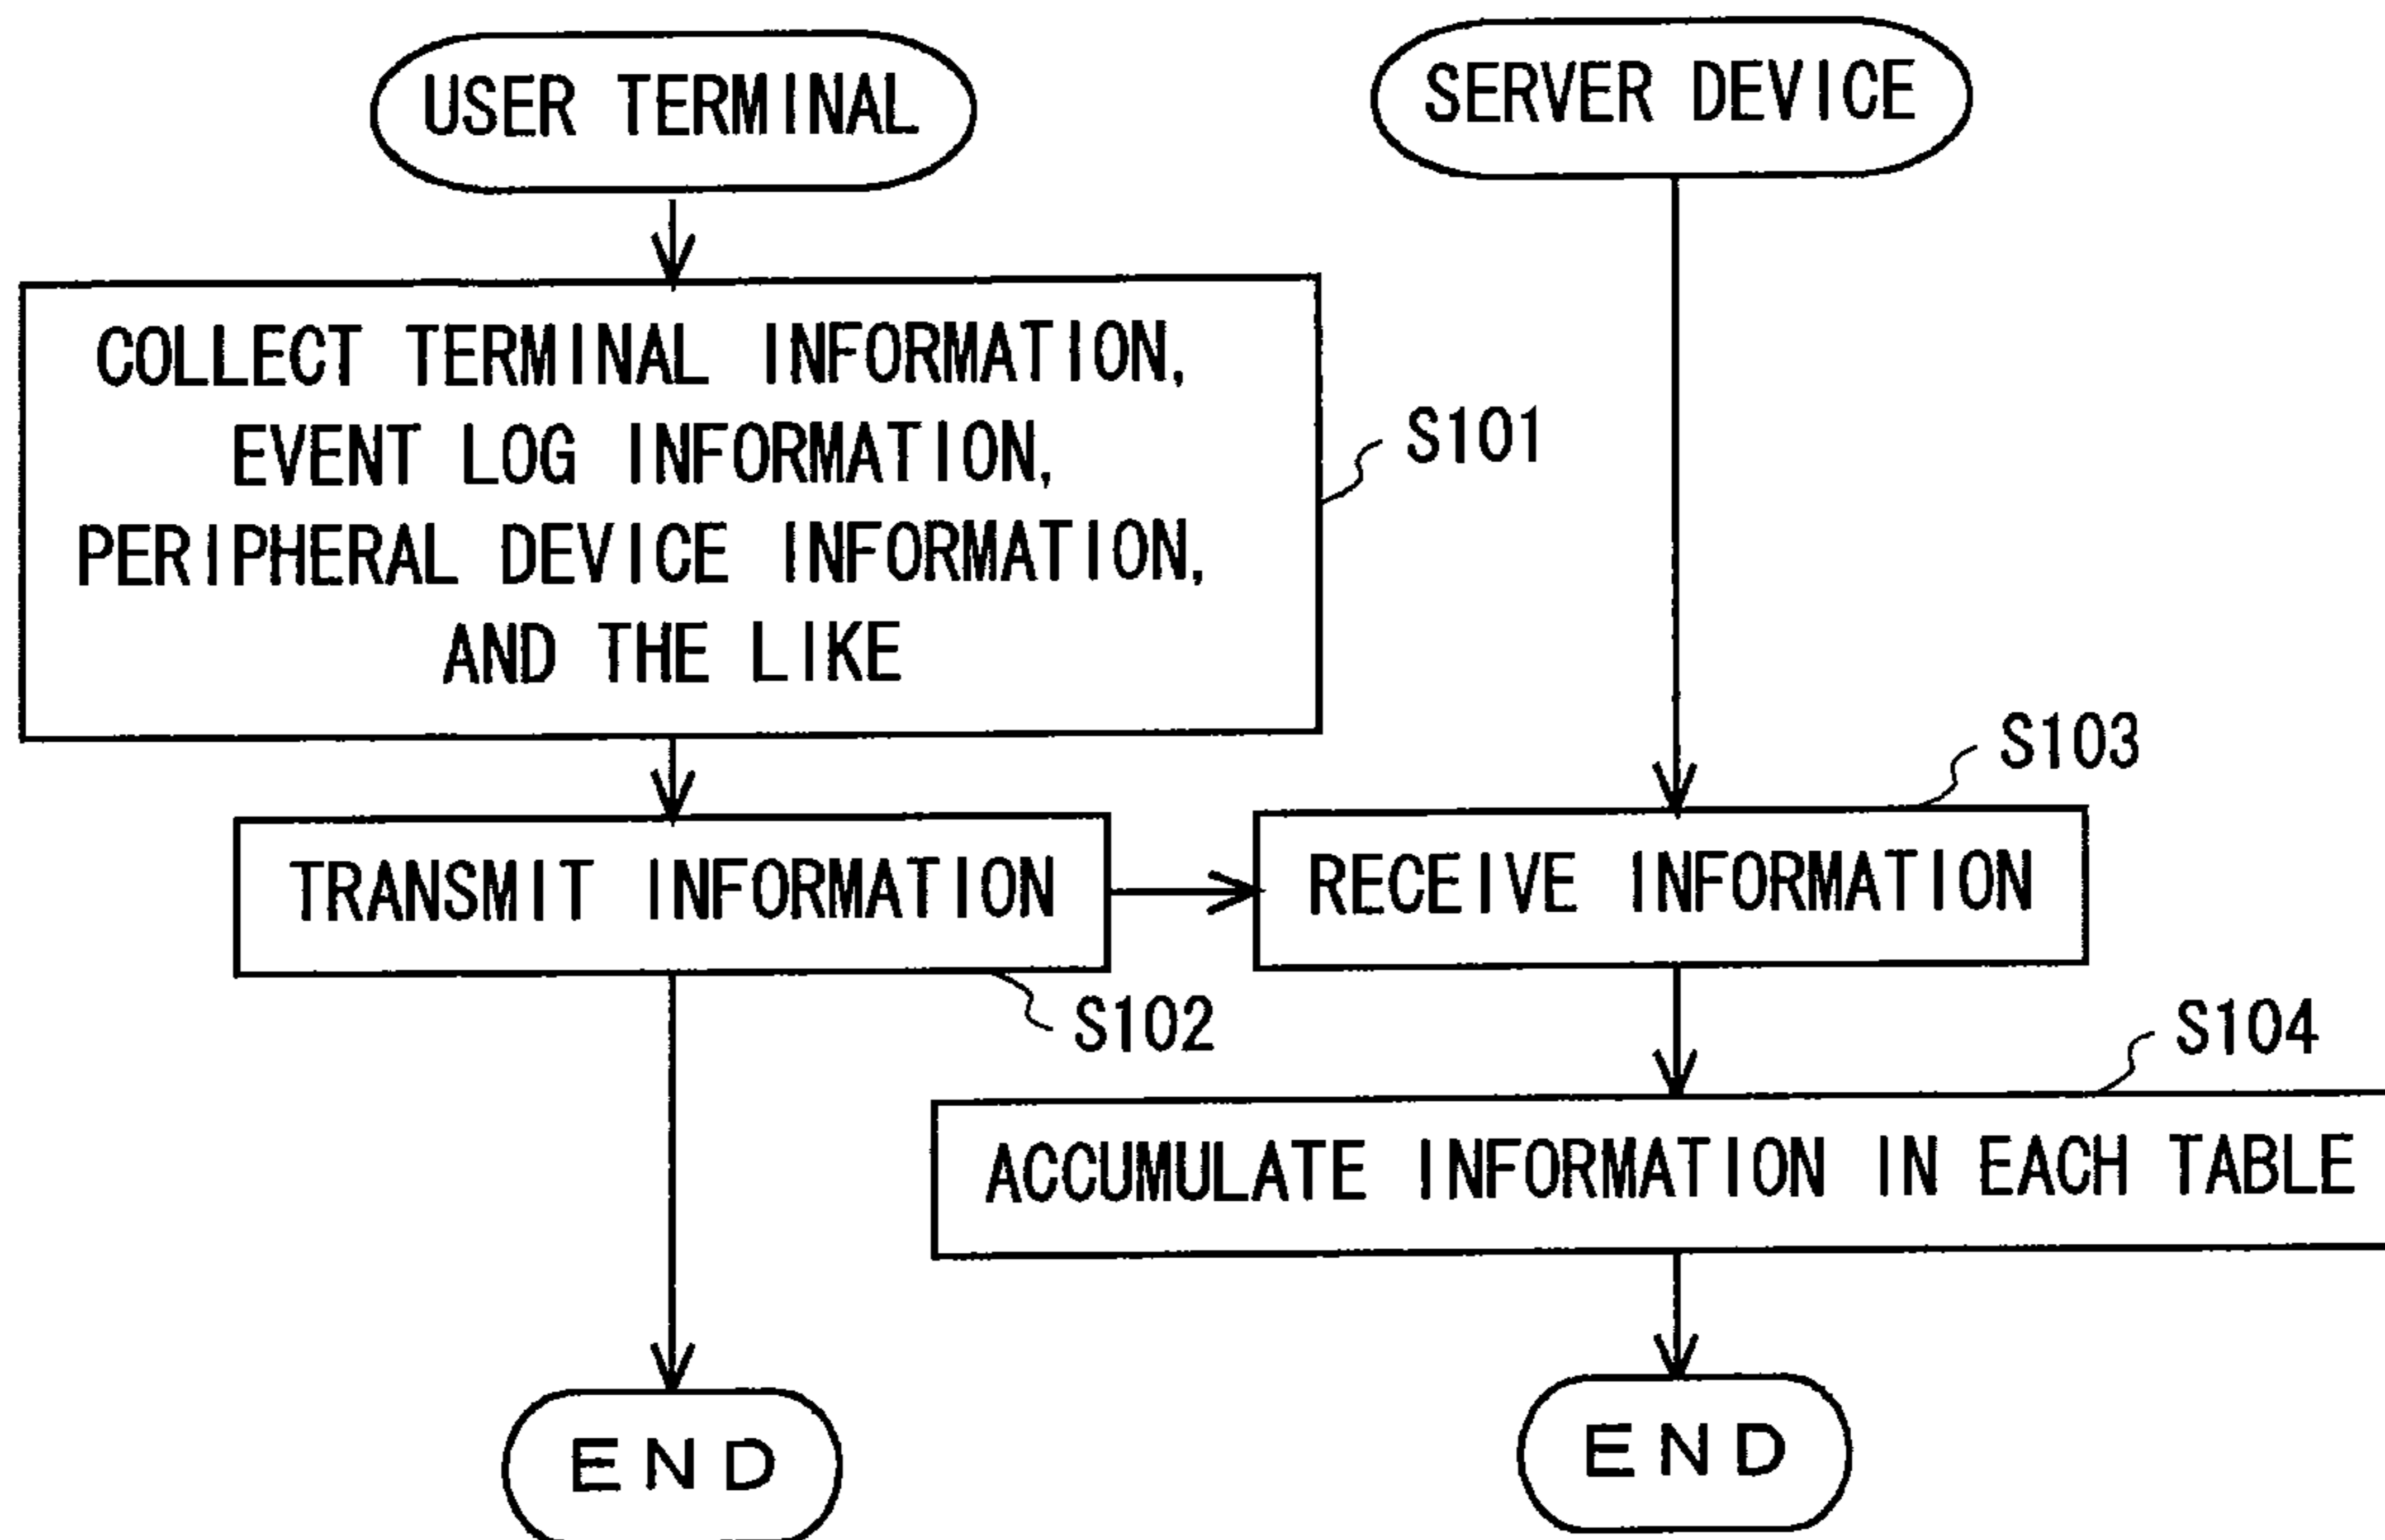 USER TERMINAL
SERVER DEVICE
COLLECT TERMINAL INFORMATION,
EVENT LOG INFORMATION,
PERIPHERAL DEVICE INFORMATION,
AND THE LIKE
S101
S103
TRANSMIT INFORMATION
RECEIVE INFORMATION
S102
S104
ACCUMULATE INFORMATION IN EACH TABLE
END
END